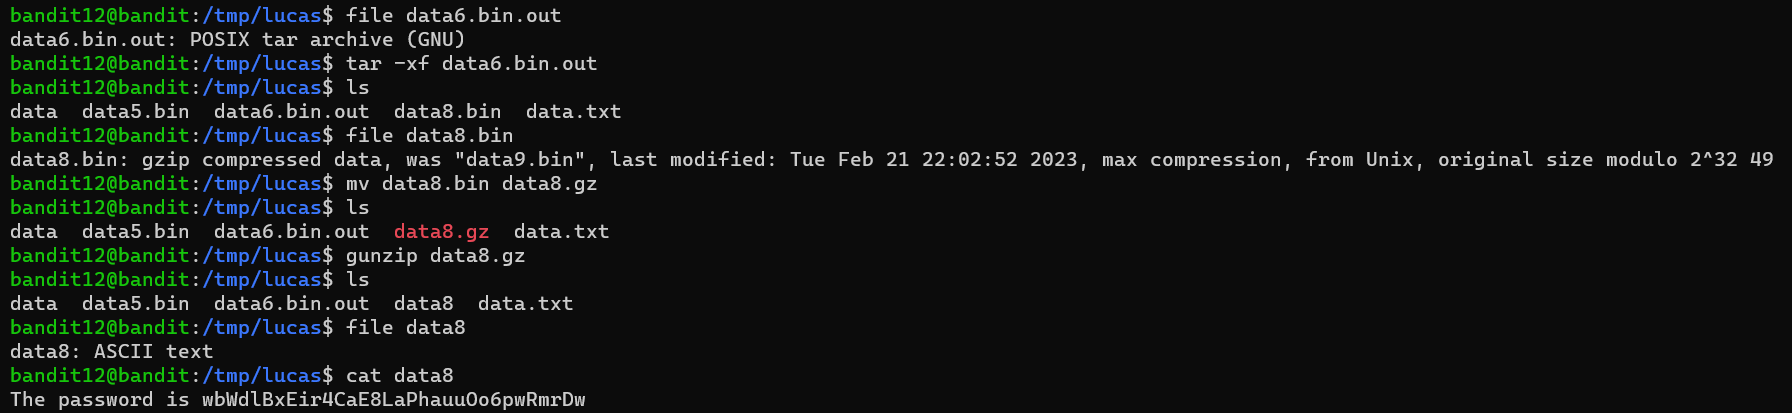 bandit12@bandit:/tmp/lucas$ file data6.bin.out
data6.bin.out: POSIX tar archive (GNU)
bandit12@bandit:/tmp/lucas$ tar -xf data6.bin.out
bandit12@bandit:/tmp/lucas$ ls
data  data5.bin  data6.bin.out  data8.bin  data.txt
bandit12@bandit:/tmp/lucas$ file data8.bin
data8.bin: gzip compressed data, was "data9.bin", last modified: Tue Feb 21 22:02:52 2023, max compression, from Unix, original size modulo 2^32 49
bandit12@bandit:/tmp/lucas$ mv data8.bin data8.gz
bandit12@bandit:/tmp/lucas$ ls
data  data5.bin  data6.bin.out  data8.gz  data.txt
bandit12@bandit:/tmp/lucas$ gunzip data8.gz
bandit12@bandit:/tmp/lucas$ ls
data  data5.bin  data6.bin.out  data8  data.txt
bandit12@bandit:/tmp/lucas$ file data8
data8: ASCII text
bandit12@bandit:/tmp/lucas$ cat data8
The password is wbWdlBxEir4CaE8LaPhauuOo6pwRmrDw